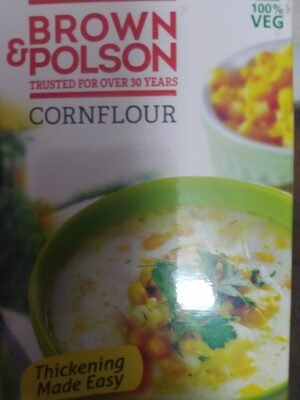 BROWN
& POLSON
TRUSTED FOR OVER 30 YEARS
CORNFLOUR
100%
VEG
Thickening
Made Easy